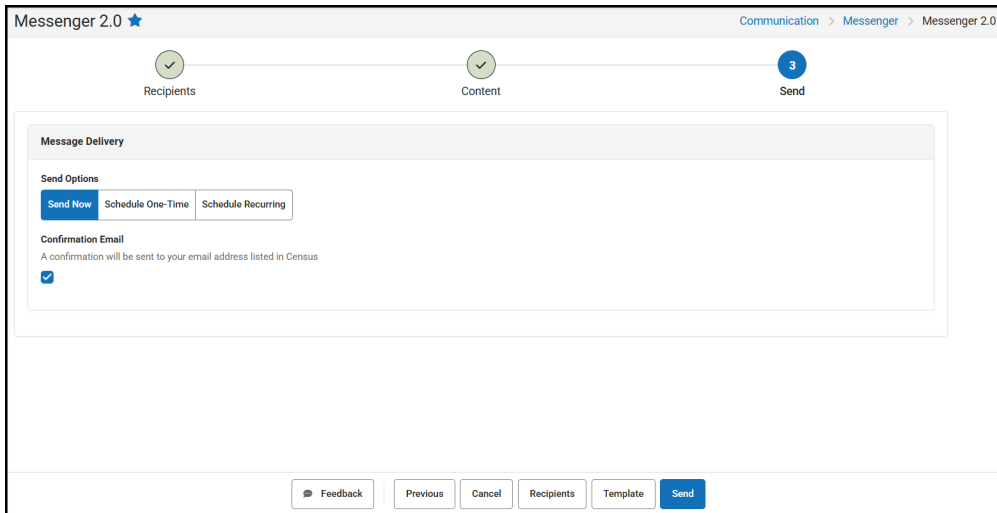 Messenger 2.0
Communication > Messenger > Messenger 2.0
3
Recipients Content Send
Message Delivery
Send Options
Send Now Schedule One-Time Schedule Recurring
Confirmation Email
A confirmation will be sent to your email address listed in Census
Feedback Previous Cancel Recipients Template Send